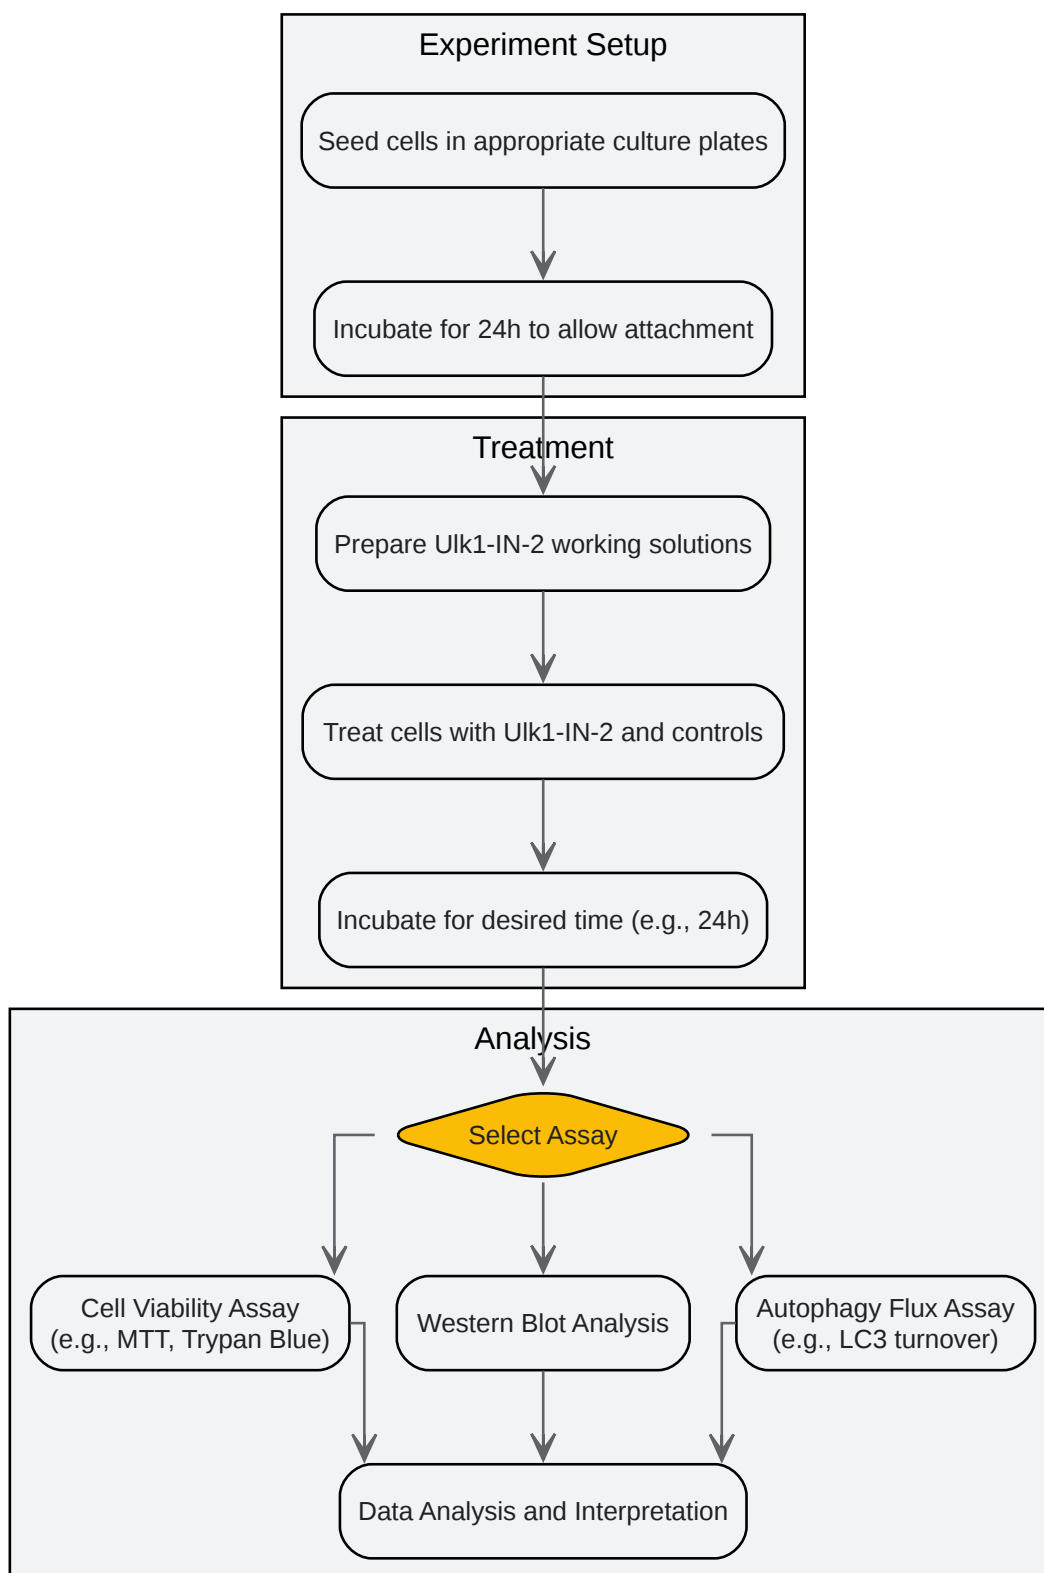 Experiment Setup
Seed cells in appropriate culture plates
Incubate for 24h to allow attachment
Treatment
Prepare Ulk1-IN-2 working solutions
Treat cells with Ulk1-IN-2 and controls
Incubate for desired time (e.g., 24h)
Analysis
Select Assay
Cell Viability Assay
(e.g., MTT, Trypan Blue)
Western Blot Analysis
Autophagy Flux Assay
(e.g., LC3 turnover)
Data Analysis and Interpretation